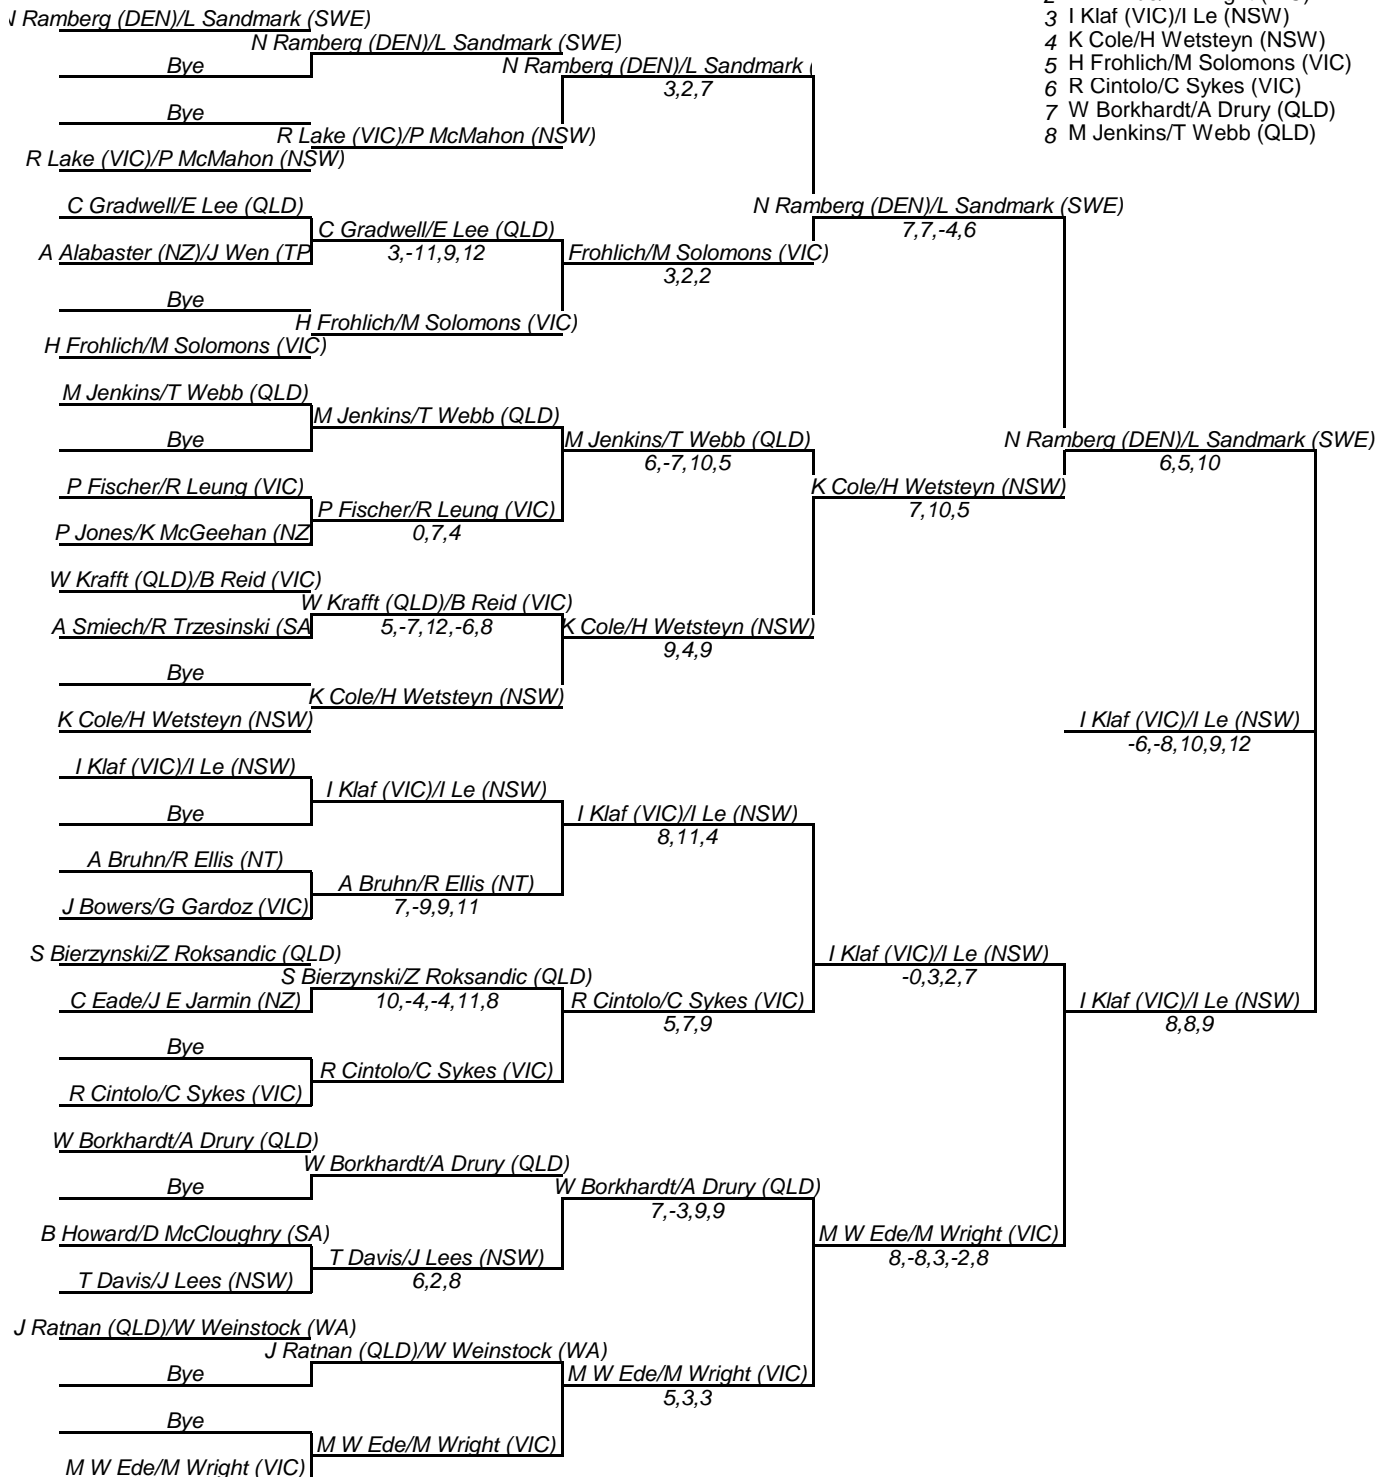 N Ramberg (DEN)/L Sandmark (SWE)
Bye
Bye
R Lake (VIC)/P McMahon (NSW)
C Gradwell/E Lee (QLD)
A Alabaster (NZ)/J Wen (TP
Bye
H Frohlich/M Solomons (VIC)
M Jenkins/T Webb (QLD)
Bye
P Fischer/R Leung (VIC)
P Jones/K McGeehan (NZ
W Krafft (QLD)/B Reid (VIC)
A Smiech/R Trzesinski (SA
Bye
K Cole/H Wetsteyn (NSW)
I Klaf (VIC)/I Le (NSW)
Bye
A Bruhn/R Ellis (NT)
J Bowers/G Gardoz (VIC)
S Bierzynski/Z Roksandic (QLD)
C Eade/J E Jarmin (NZ)
Bye
R Cintolo/C Sykes (VIC)
W Borkhardt/A Drury (QLD)
Bye
B Howard/D McCloughry (SA)
T Davis/J Lees (NSW)
J Ratnan (QLD)/W Weinstock (WA)
Bye
Bye
M W Ede/M Wright (VIC)
N Ramberg (DEN)/L Sandmark (SWE)
R Lake (VIC)/P McMahon (NSW)
C Gradwell/E Lee (QLD)
3,-11,9,12
H Frohlich/M Solomons (VIC)
M Jenkins/T Webb (QLD)
P Fischer/R Leung (VIC)
0,7,4
W Krafft (QLD)/B Reid (VIC)
5,-7,12,-6,8
K Cole/H Wetsteyn (NSW)
I Klaf (VIC)/I Le (NSW)
A Bruhn/R Ellis (NT)
7,-9,9,11
S Bierzynski/Z Roksandic (QLD)
10,-4,-4,11,8
R Cintolo/C Sykes (VIC)
W Borkhardt/A Drury (QLD)
T Davis/J Lees (NSW)
6,2,8
J Ratnan (QLD)/W Weinstock (WA)
M W Ede/M Wright (VIC)
N Ramberg (DEN)/L Sandmark (
3,2,7
Frohlich/M Solomons (VIC)
3,2,2
M Jenkins/T Webb (QLD)
6,-7,10,5
K Cole/H Wetsteyn (NSW)
9,4,9
I Klaf (VIC)/I Le (NSW)
8,11,4
R Cintolo/C Sykes (VIC)
5,7,9
W Borkhardt/A Drury (QLD)
7,-3,9,9
M W Ede/M Wright (VIC)
5,3,3
N Ramberg (DEN)/L Sandmark (SWE)
7,7,-4,6
K Cole/H Wetsteyn (NSW)
7,10,5
I Klaf (VIC)/I Le (NSW)
-0,3,2,7
M W Ede/M Wright (VIC)
8,-8,3,-2,8
N Ramberg (DEN)/L Sandmark (SWE)
6,5,10
I Klaf (VIC)/I Le (NSW)
8,8,9
I Klaf (VIC)/I Le (NSW)
-6,-8,10,9,12
3 I Klaf (VIC)/I Le (NSW)
4 K Cole/H Wetsteyn (NSW)
5 H Frohlich/M Solomons (VIC)
6 R Cintolo/C Sykes (VIC)
7 W Borkhardt/A Drury (QLD)
8 M Jenkins/T Webb (QLD)